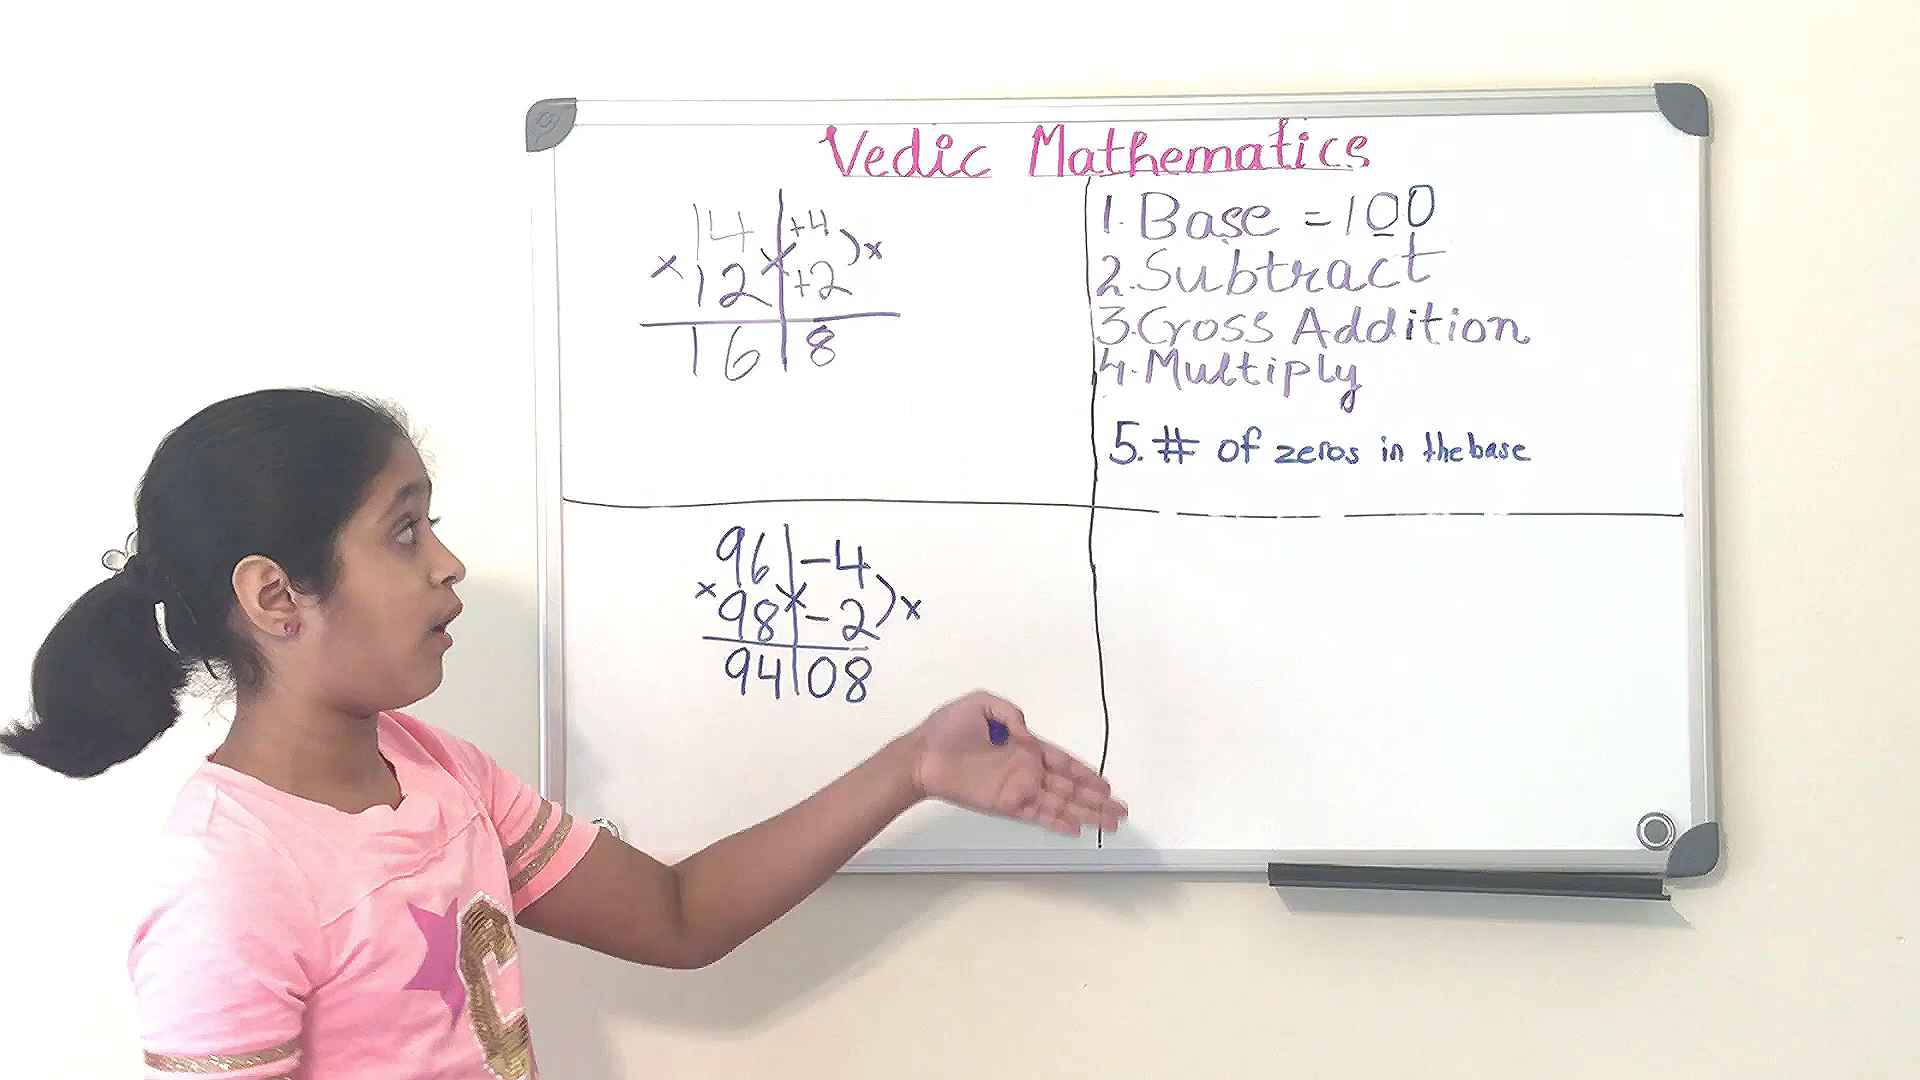 Vedic Mathematics
14 | +4
× 12 | +2 ) ×
16 | 8
1. Base = 100
2. Subtract
3. Cross Addition
4. Multiply
5. # of zeros in the base
96 | -4
× 98 | -2 ) ×
94 | 08